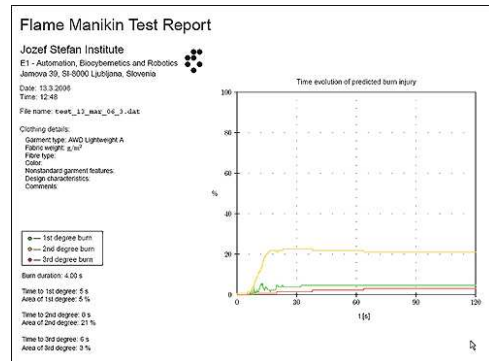 Flame Manikin Test Report
Jozef Stefan Institute
E1 - Automation, Biocybernetics and Robotics
Jamova 39, SI-8000 Ljubljana, Slovenia
Date: 13.3.2006
Time: 12:48
File name: test_13_mar_06_3.dat
Clothing details:
Garment type: AWD Lightweight A
Fabric weight: g/m²
Fibre type:
Color:
Nonstandard garment features:
Design characteristics:
Comments:
1st degree burn
2nd degree burn
3rd degree burn
Burn duration: 4.00 s
Time to 1st degree: 5 s
Area of 1st degree: 5 %
Time to 2nd degree: 6 s
Area of 2nd degree: 21 %
Time to 3rd degree: 6 s
Area of 3rd degree: 3 %
Time evolution of predicted burn injury
100
80
60
%
40
20
0
0 30 60 90 120
t [s]